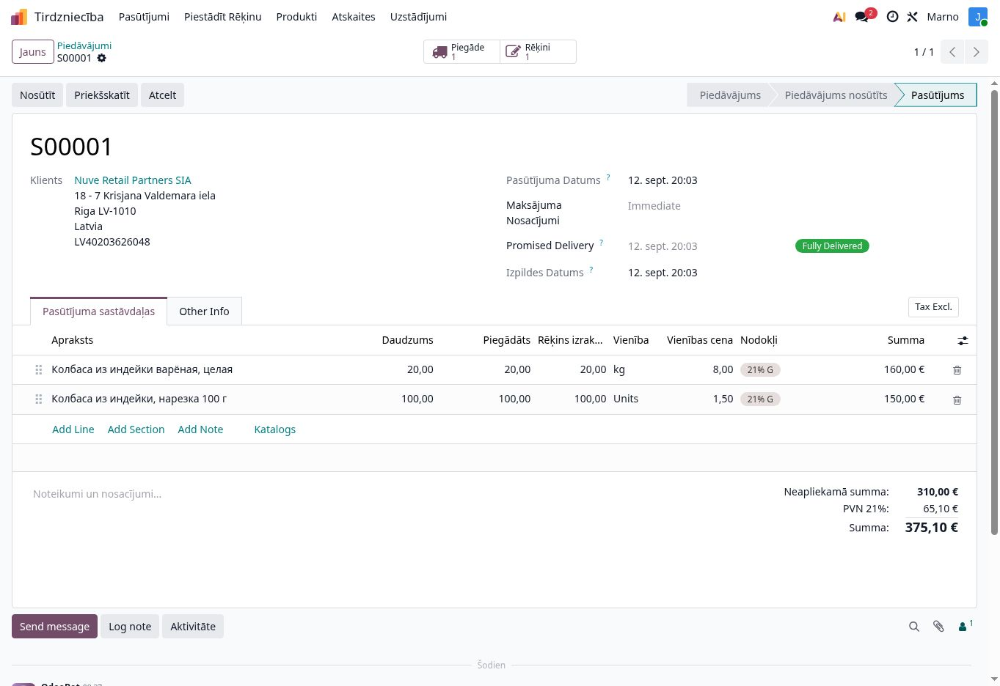 Tirdzniecība Pasūtījumi Piestādīt Rēķinu Produkti Atskaites Uzstādījumi AI 2 Marno J
Jauns Piedāvājumi Piegāde Rēķini 1 / 1
S00001 1 1
Nosūtīt Priekšskatīt Atcelt Piedāvājums Piedāvājums nosūtīts Pasūtījums
S00001
Klients Nuve Retail Partners SIA Pasūtījuma Datums ? 12. sept. 20:03
18 - 7 Krisjana Valdemara iela
Riga LV-1010 Maksājuma Nosacījumi Immediate
Latvia
LV40203626048 Promised Delivery ? 12. sept. 20:03 Fully Delivered
Izpildes Datums ? 12. sept. 20:03
Pasūtījuma sastāvdaļas Other Info Tax Excl.
Apraksts Daudzums Piegādāts Rēķins izrak... Vienība Vienības cena Nodokļi Summa
Колбаса из индейки варёная, целая 20,00 20,00 20,00 kg 8,00 21% G 160,00 €
Колбаса из индейки, нарезка 100 г 100,00 100,00 100,00 Units 1,50 21% G 150,00 €
Add Line Add Section Add Note Katalogs
Noteikumi un nosacījumi... Neapliekamā summa: 310,00 €
PVN 21%: 65,10 €
Summa: 375,10 €
Send message Log note Aktivitāte 1
Šodien